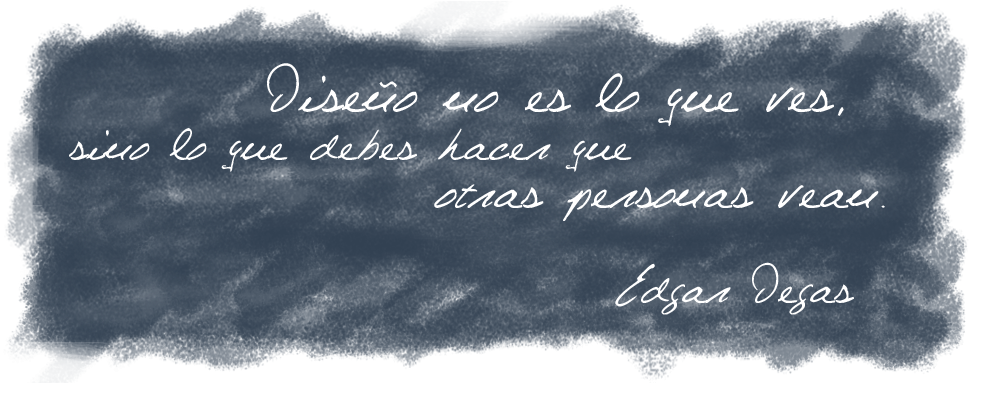 Diseño no es lo que ves,
sino lo que debes hacer que
otras personas vean.
Edgar Degas